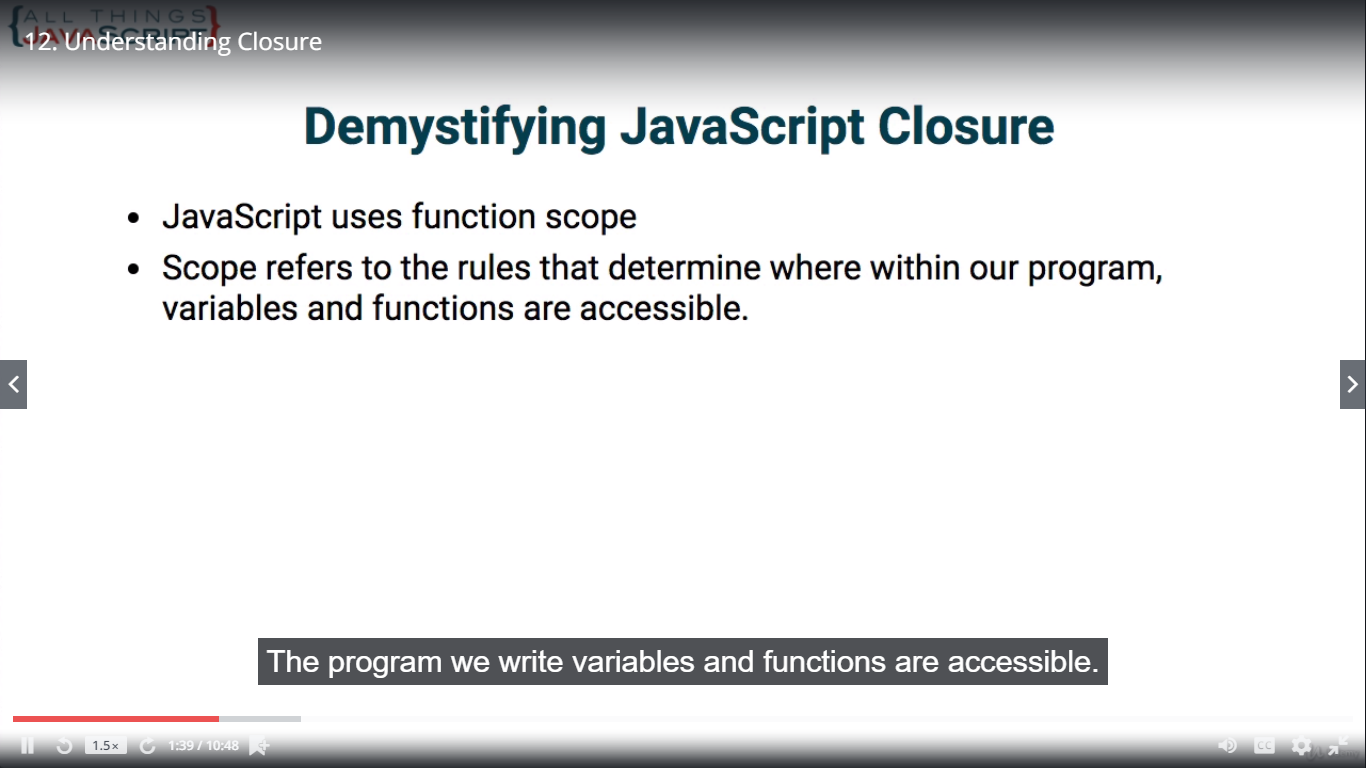 {ALL THINGS
JAVASCRIPT}
12. Understanding Closure
Demystifying JavaScript Closure
• JavaScript uses function scope
• Scope refers to the rules that determine where within our program,
variables and functions are accessible.
The program we write variables and functions are accessible.
1.5×
1:39 / 10:48
CC